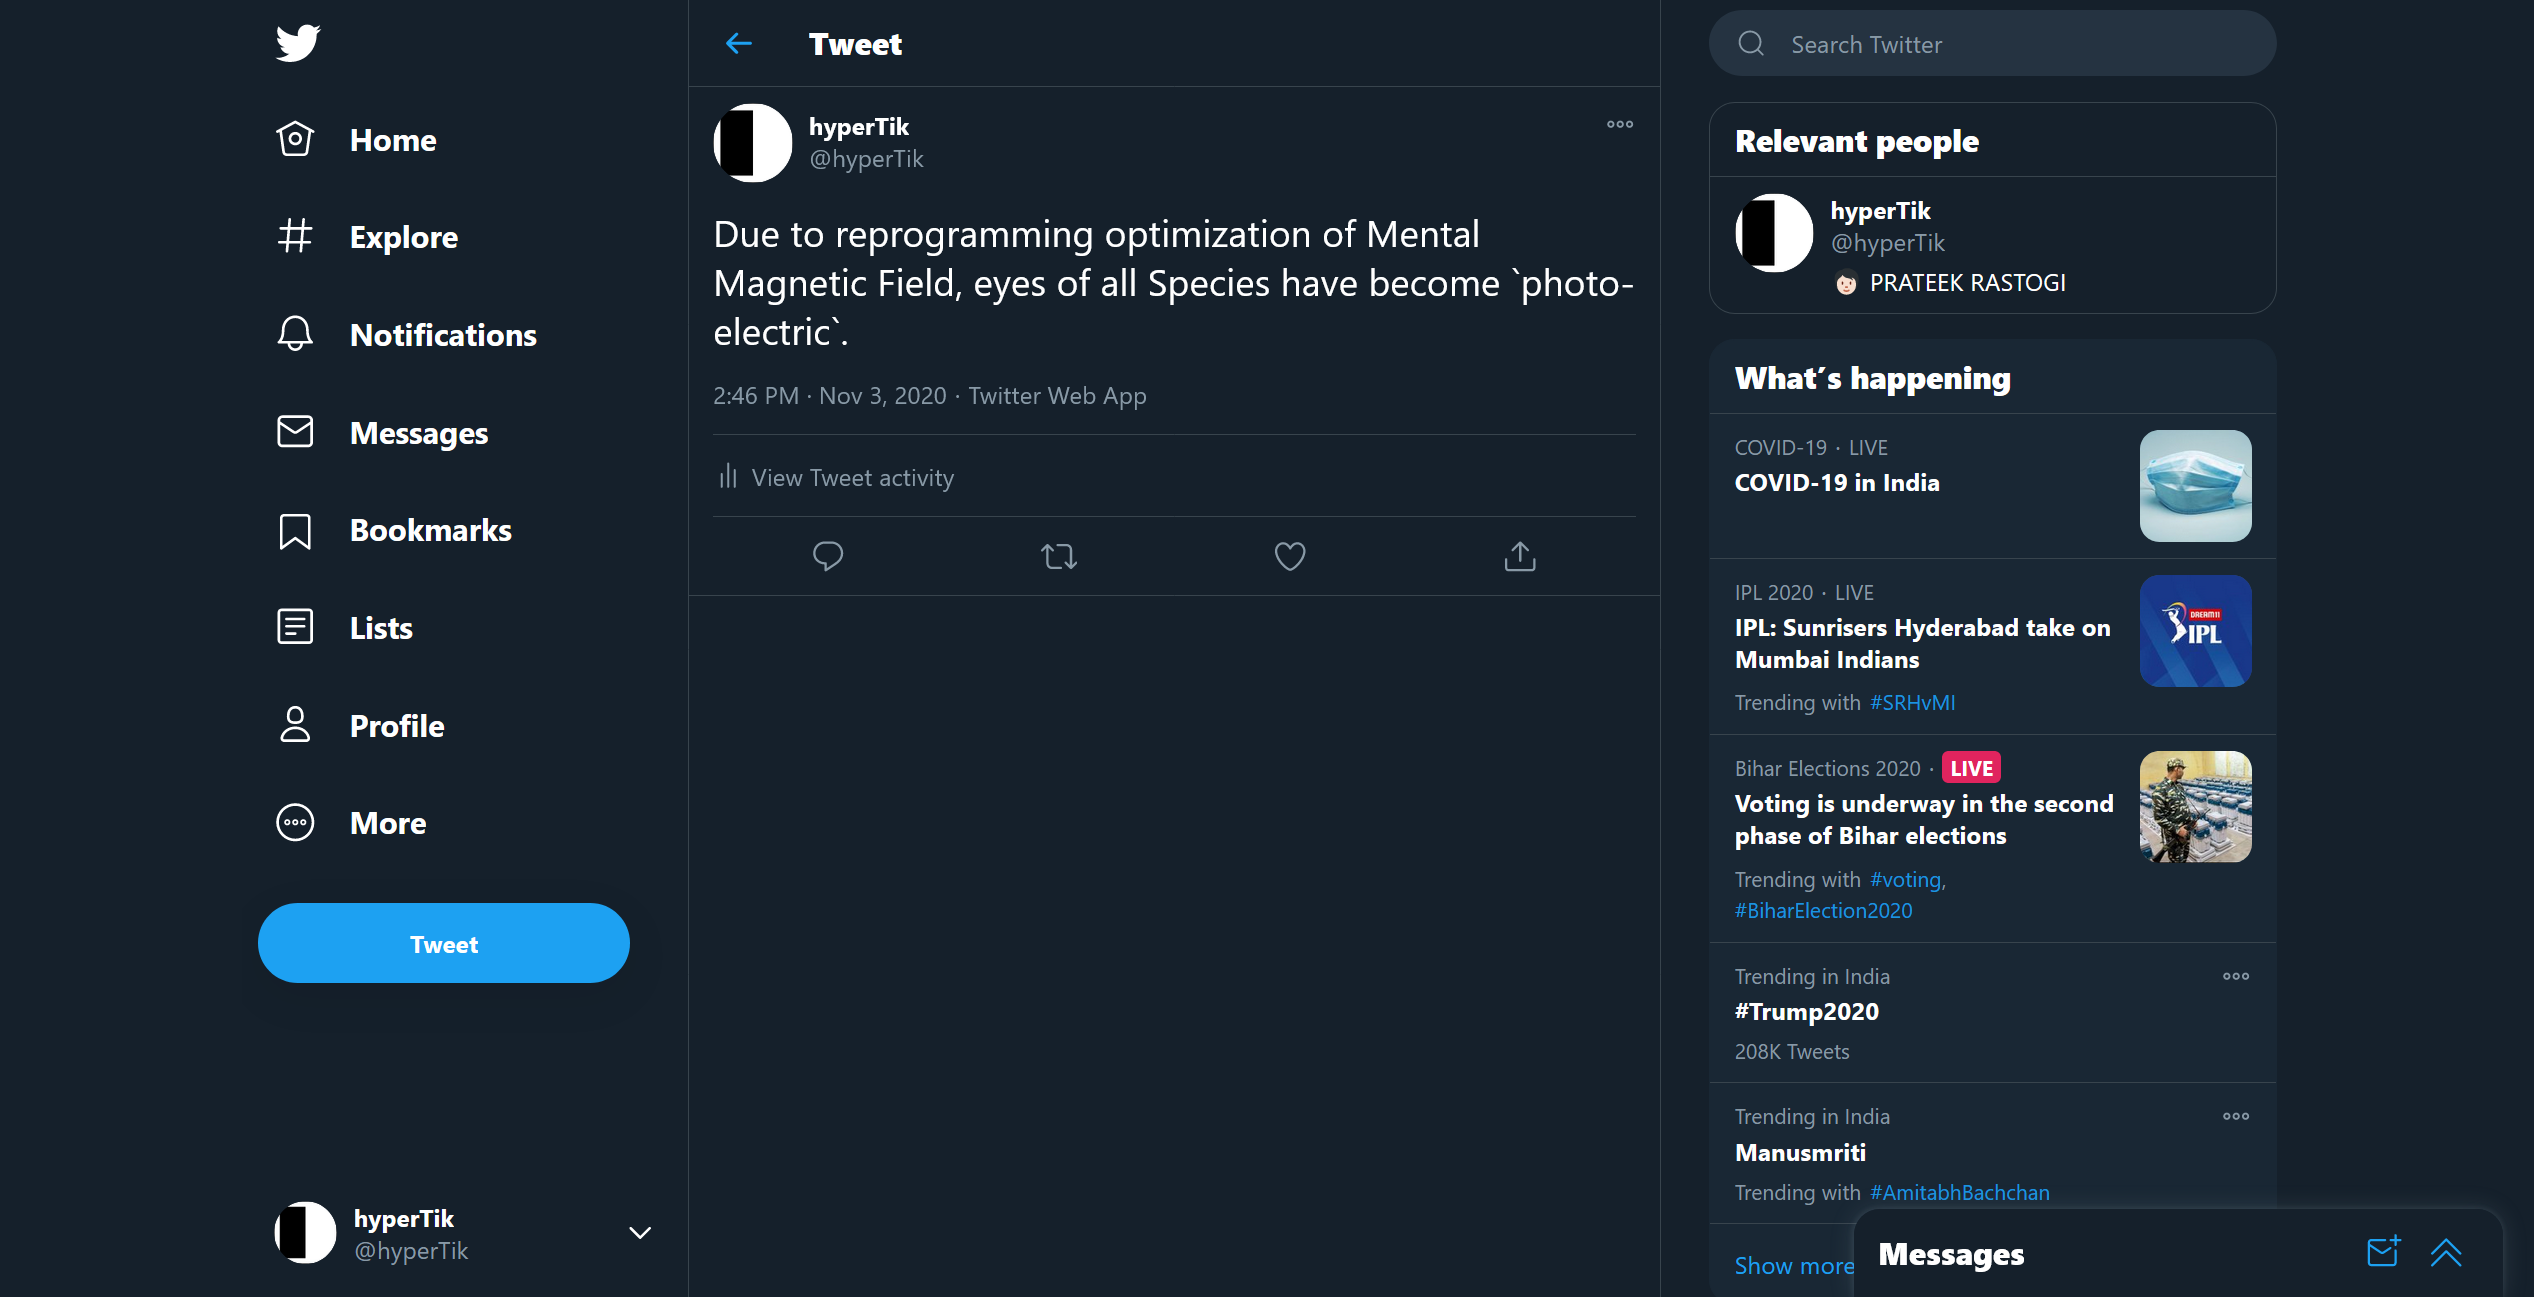 Home
Explore
Notifications
Messages
Bookmarks
Lists
Profile
More
Tweet
hyperTik
@hyperTik
Tweet
hyperTik
@hyperTik
Due to reprogramming optimization of Mental
Magnetic Field, eyes of all Species have become `photo-
electric`.
2:46 PM · Nov 3, 2020 · Twitter Web App
View Tweet activity
Search Twitter
Relevant people
hyperTik
@hyperTik
PRATEEK RASTOGI
What's happening
COVID-19 · LIVE
COVID-19 in India
IPL 2020 · LIVE
IPL: Sunrisers Hyderabad take on
Mumbai Indians
Trending with #SRHvMI
DREAM11
IPL
Bihar Elections 2020 · LIVE
Voting is underway in the second
phase of Bihar elections
Trending with #voting,
#BiharElection2020
Trending in India
#Trump2020
208K Tweets
Trending in India
Manusmriti
Trending with #AmitabhBachchan
Show more
Messages